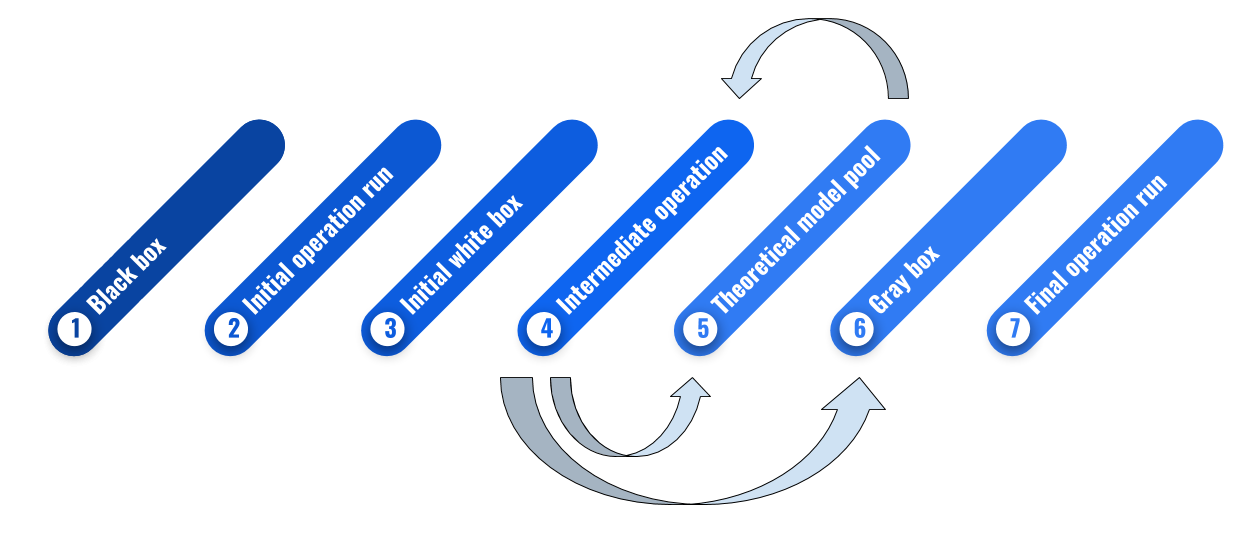 1 Black box
2 Initial operation run
3 Initial white box
4 Intermediate operation
5 Theoretical model pool
6 Gray box
7 Final operation run